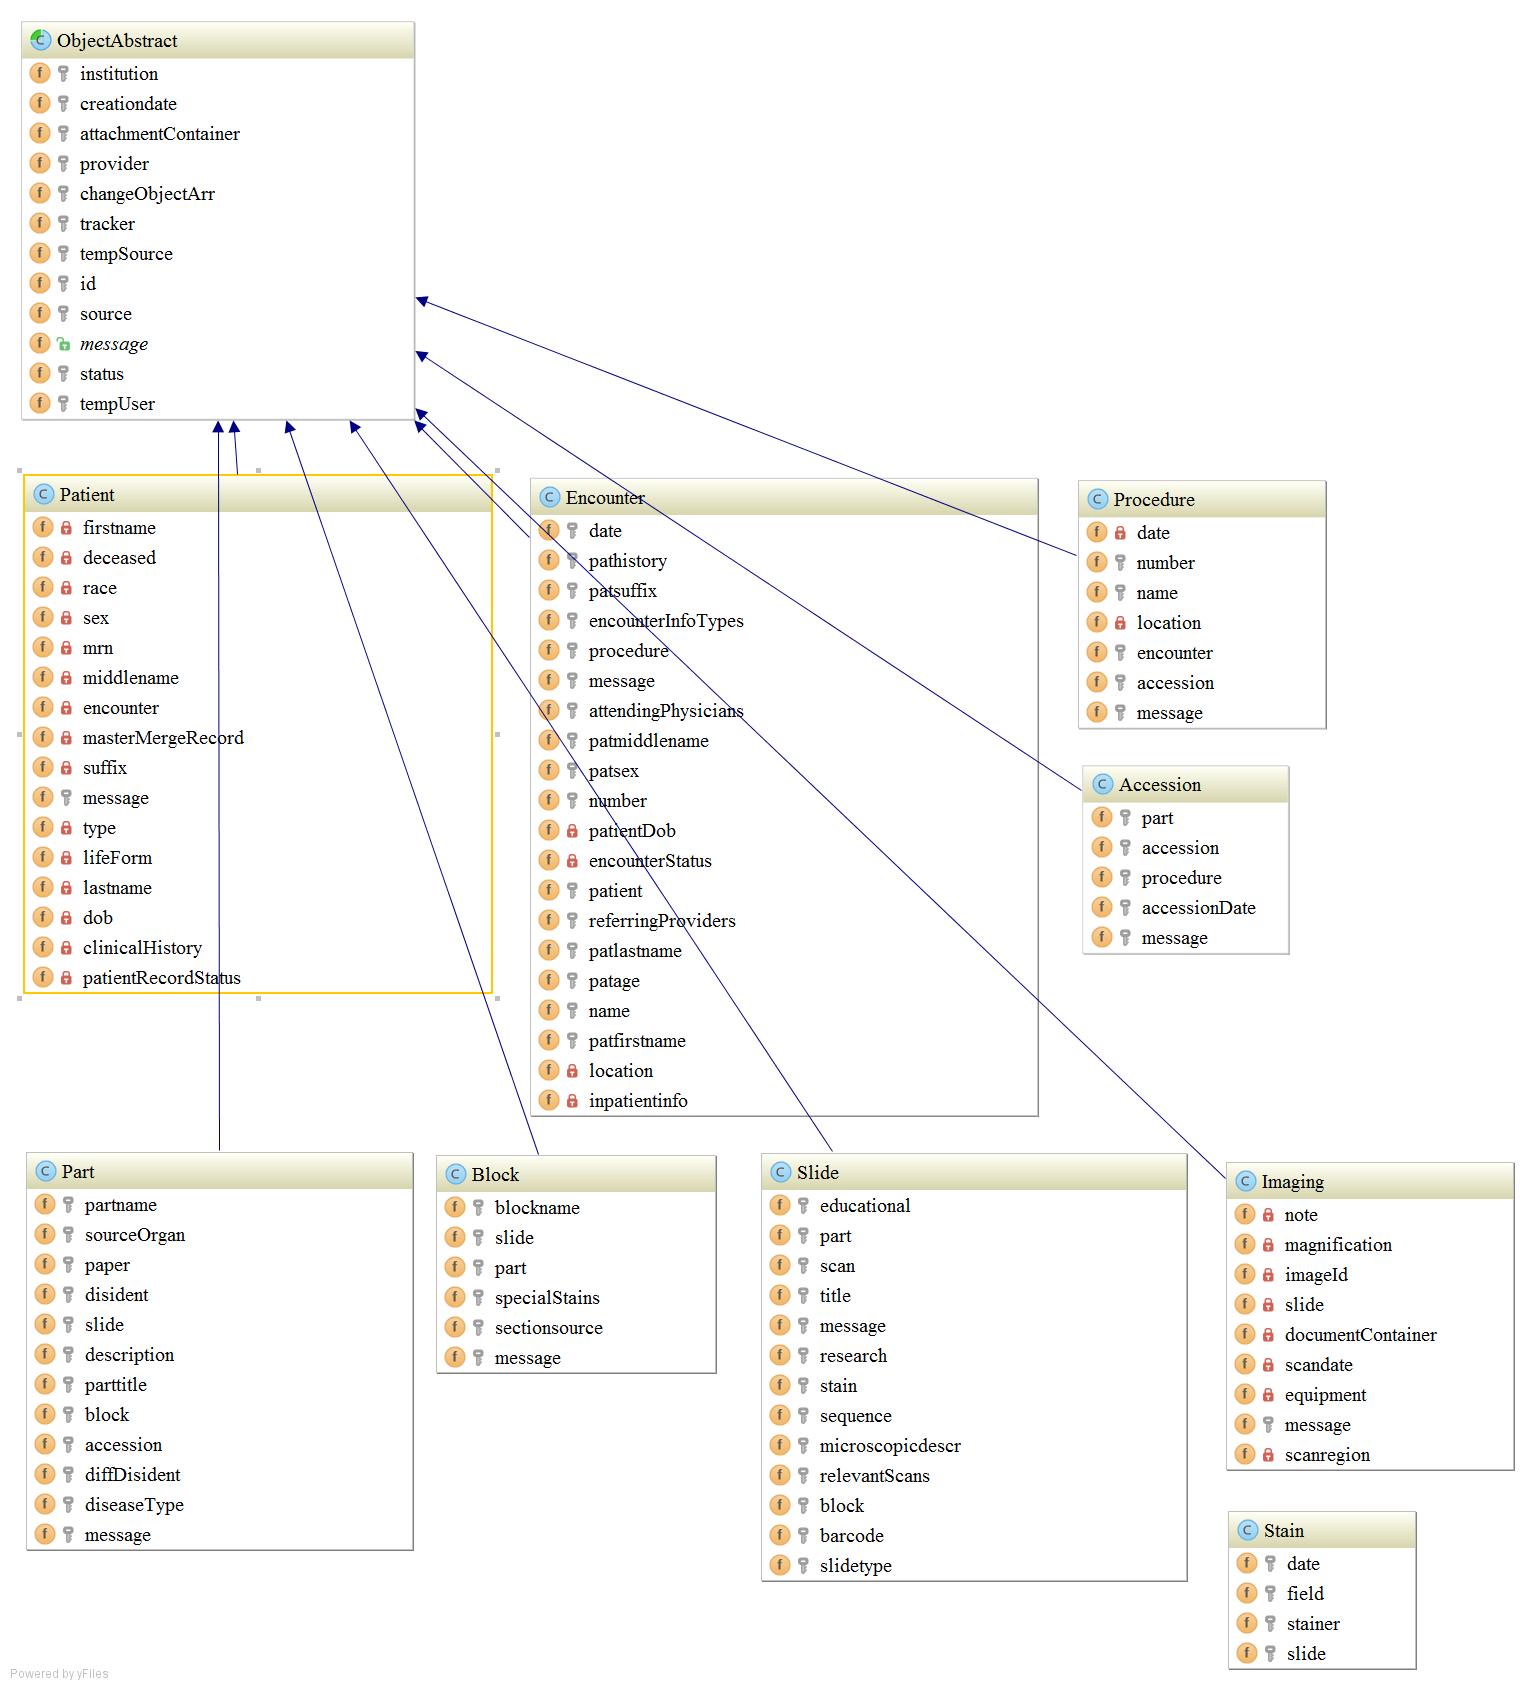 ObjectAbstract
institution
creationdate
attachmentContainer
provider
changeObjectArr
tracker
tempSource
id
source
message
status
tempUser
Patient
firstname
deceased
race
sex
mrn
middlename
encounter
masterMergeRecord
suffix
message
type
lifeForm
lastname
dob
clinicalHistory
patientRecordStatus
Encounter
date
pathistory
patsuffix
encounterInfoTypes
procedure
message
attendingPhysicians
patmiddlename
patsex
number
patientDob
encounterStatus
patient
referringProviders
patlastname
patage
name
patfirstname
location
inpatientinfo
Procedure
date
number
name
location
encounter
accession
message
Accession
part
accession
procedure
accessionDate
message
Part
partname
sourceOrgan
paper
disident
slide
description
parttitle
block
accession
diffDisident
diseaseType
message
Block
blockname
slide
part
specialStains
sectionsource
message
Slide
educational
part
scan
title
message
research
stain
sequence
microscopicdescr
relevantScans
block
barcode
slidetype
Imaging
note
magnification
imageId
slide
documentContainer
scandate
equipment
message
scanregion
Stain
date
field
stainer
slide
Powered by yFiles